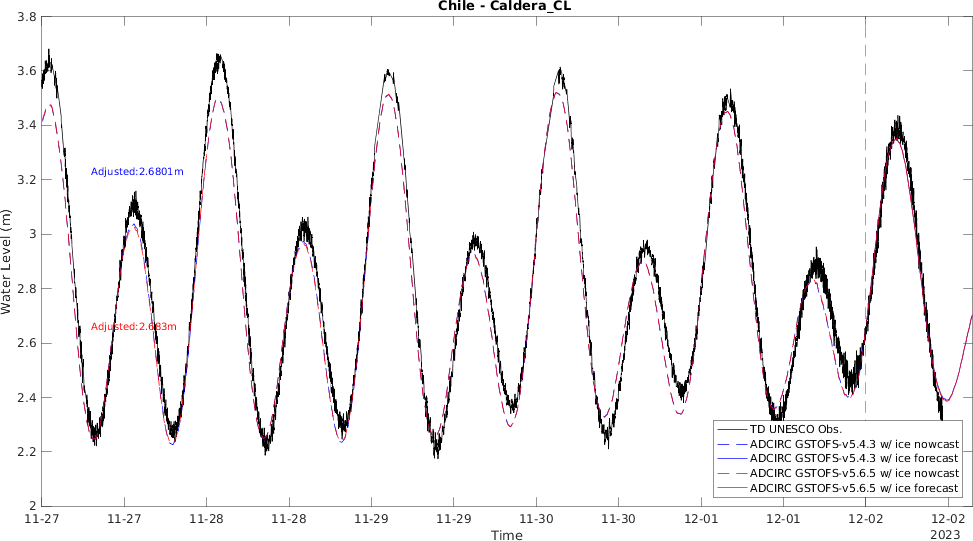 Chile - Caldera_CL
3.8
3.6
3.4
3.2
3
2.8
2.6
2.4
2.2
2
Water Level (m)
Adjusted:2.6801m
Adjusted:2.683m
TD UNESCO Obs.
ADCIRC GSTOFS-v5.4.3 w/ ice nowcast
ADCIRC GSTOFS-v5.4.3 w/ ice forecast
ADCIRC GSTOFS-v5.6.5 w/ ice nowcast
ADCIRC GSTOFS-v5.6.5 w/ ice forecast
11-27 11-27 11-28 11-28 11-29 11-29 11-30 11-30 12-01 12-01 12-02 12-02
Time
2023